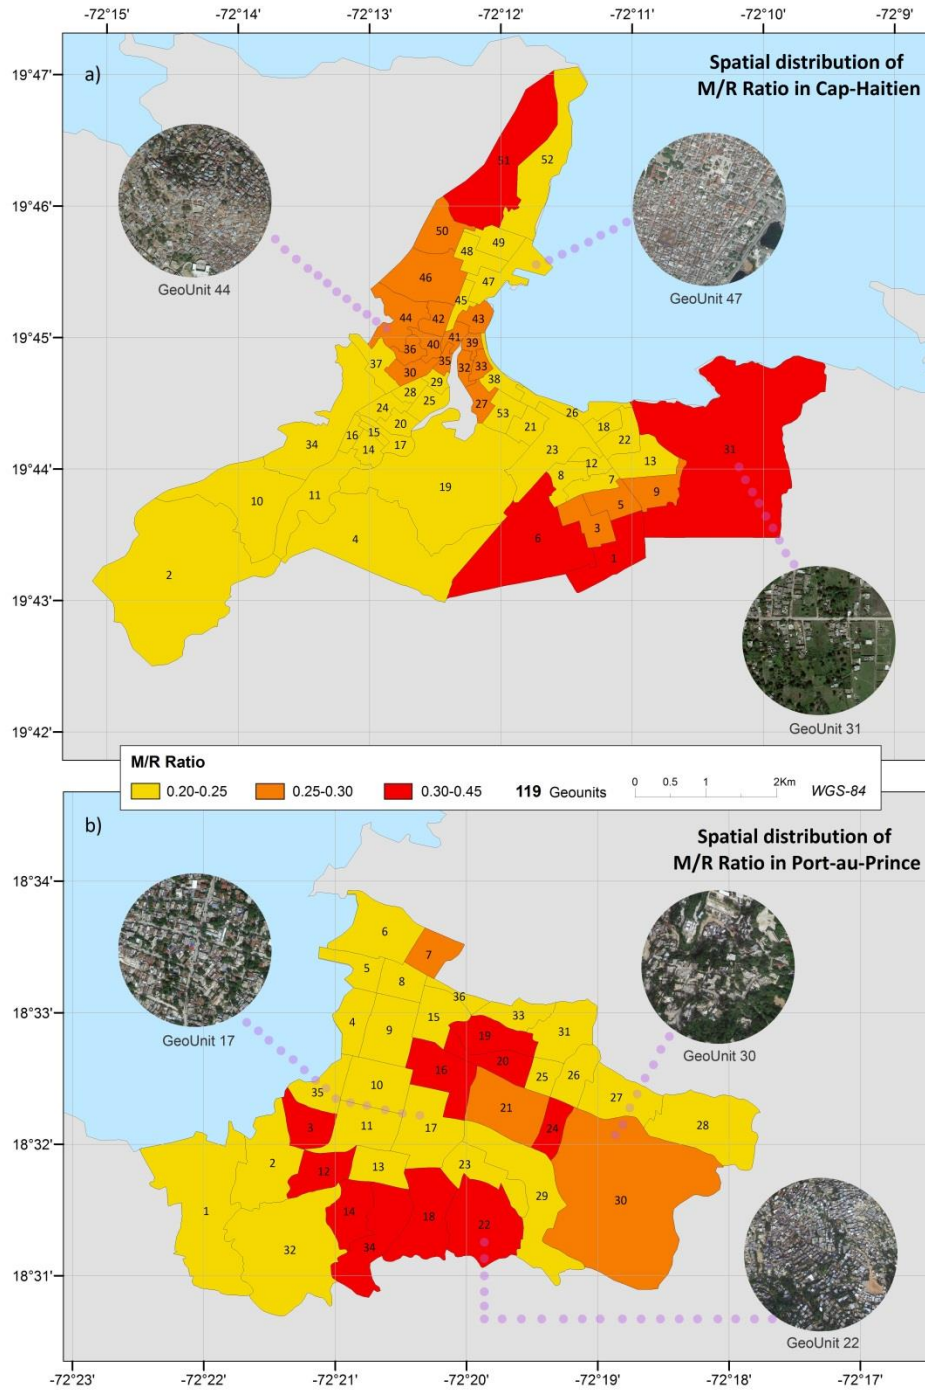 -72°15' -72°14' -72°13' -72°12' -72°11' -72°10' -72°9'
19°47'
a)
Spatial distribution of
M/R Ratio in Cap-Haitien
51
52
19°46'
50
49
48
GeoUnit 44
46
47
GeoUnit 47
45
44 42 43
19°45'
41
36 40 39
37 35
30 32 33
29 38
28
24 25 27
53 26
20 21 18
16 15 22
34 14 17 23
31
19°44'
12 13
8 7
19
10 11 9
5
3
4 6
1
2
19°43'
GeoUnit 31
19°42'
M/R Ratio
0.20-0.25 0.25-0.30 0.30-0.45 119 Geounits
0 0.5 1 2Km
WGS-84
b)
Spatial distribution of
M/R Ratio in Port-au-Prince
18°34'
6
7
5
8
36
18°33'
4 9 15 33
31
19
GeoUnit 17
GeoUnit 30
16 20
10 25 26
35 27
21
3 11 17 24 28
18°32'
2 12 13 23
29 30
1 14 18 22
32 34
18°31'
GeoUnit 22
-72°23' -72°22' -72°21' -72°20' -72°19' -72°18' -72°17'